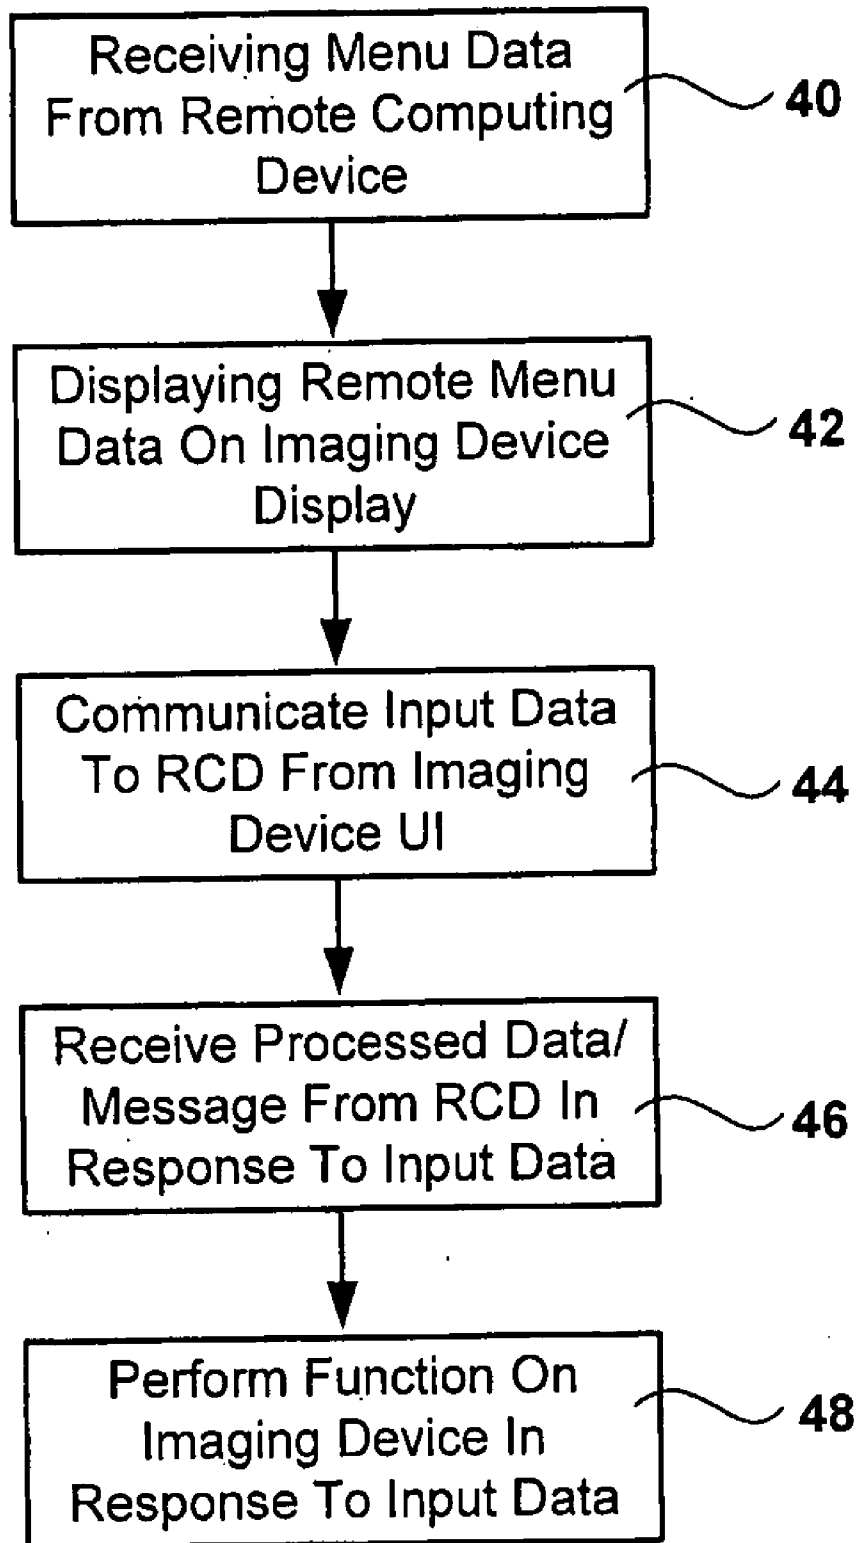 Receiving Menu Data
From Remote Computing
Device
40
Displaying Remote Menu
Data On Imaging Device
Display
42
Communicate Input Data
To RCD From Imaging
Device UI
44
Receive Processed Data/
Message From RCD In
Response To Input Data
46
Perform Function On
Imaging Device In
Response To Input Data
48